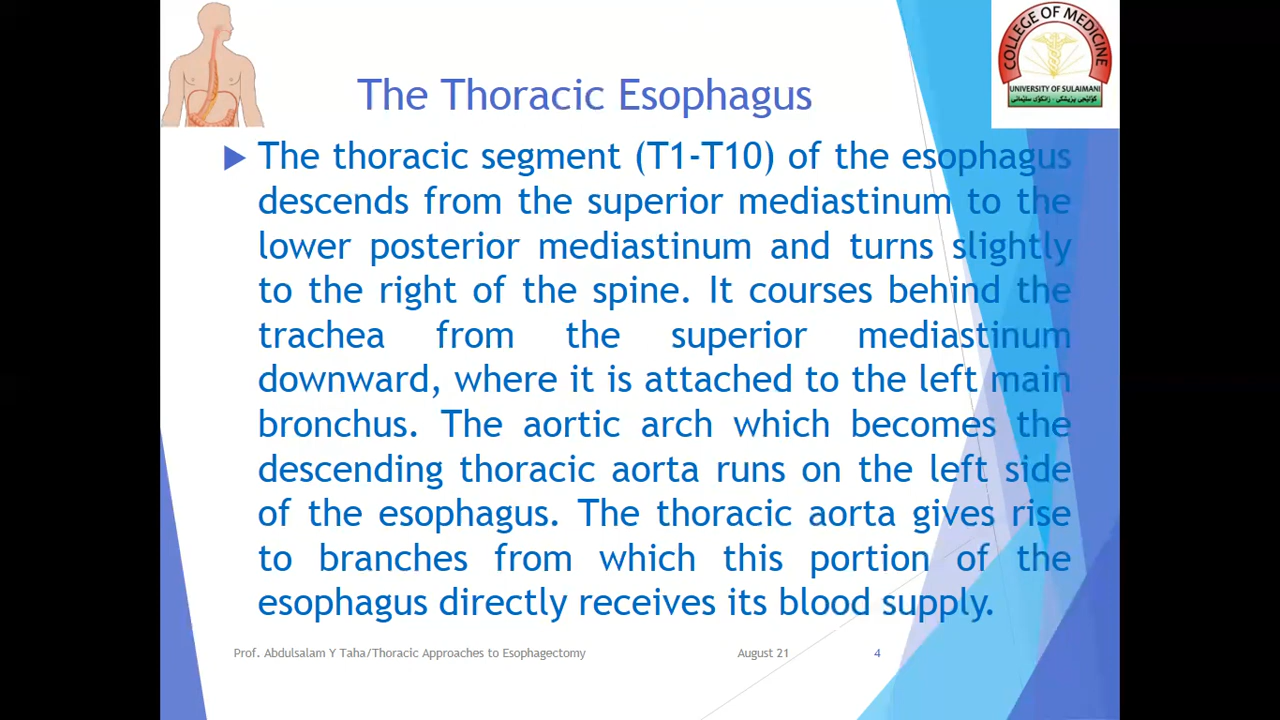 COLLEGE OF MEDICINE
UNIVERSITY OF SULAIMANI
كۆلێجی پزیشکی - زانکۆی سلێمانی
The Thoracic Esophagus
The thoracic segment (T1-T10) of the esophagus
descends from the superior mediastinum to the
lower posterior mediastinum and turns slightly
to the right of the spine. It courses behind the
trachea from the superior mediastinum
downward, where it is attached to the left main
bronchus. The aortic arch which becomes the
descending thoracic aorta runs on the left side
of the esophagus. The thoracic aorta gives rise
to branches from which this portion of the
esophagus directly receives its blood supply.
Prof. Abdulsalam Y Taha/Thoracic Approaches to Esophagectomy
August 21
4